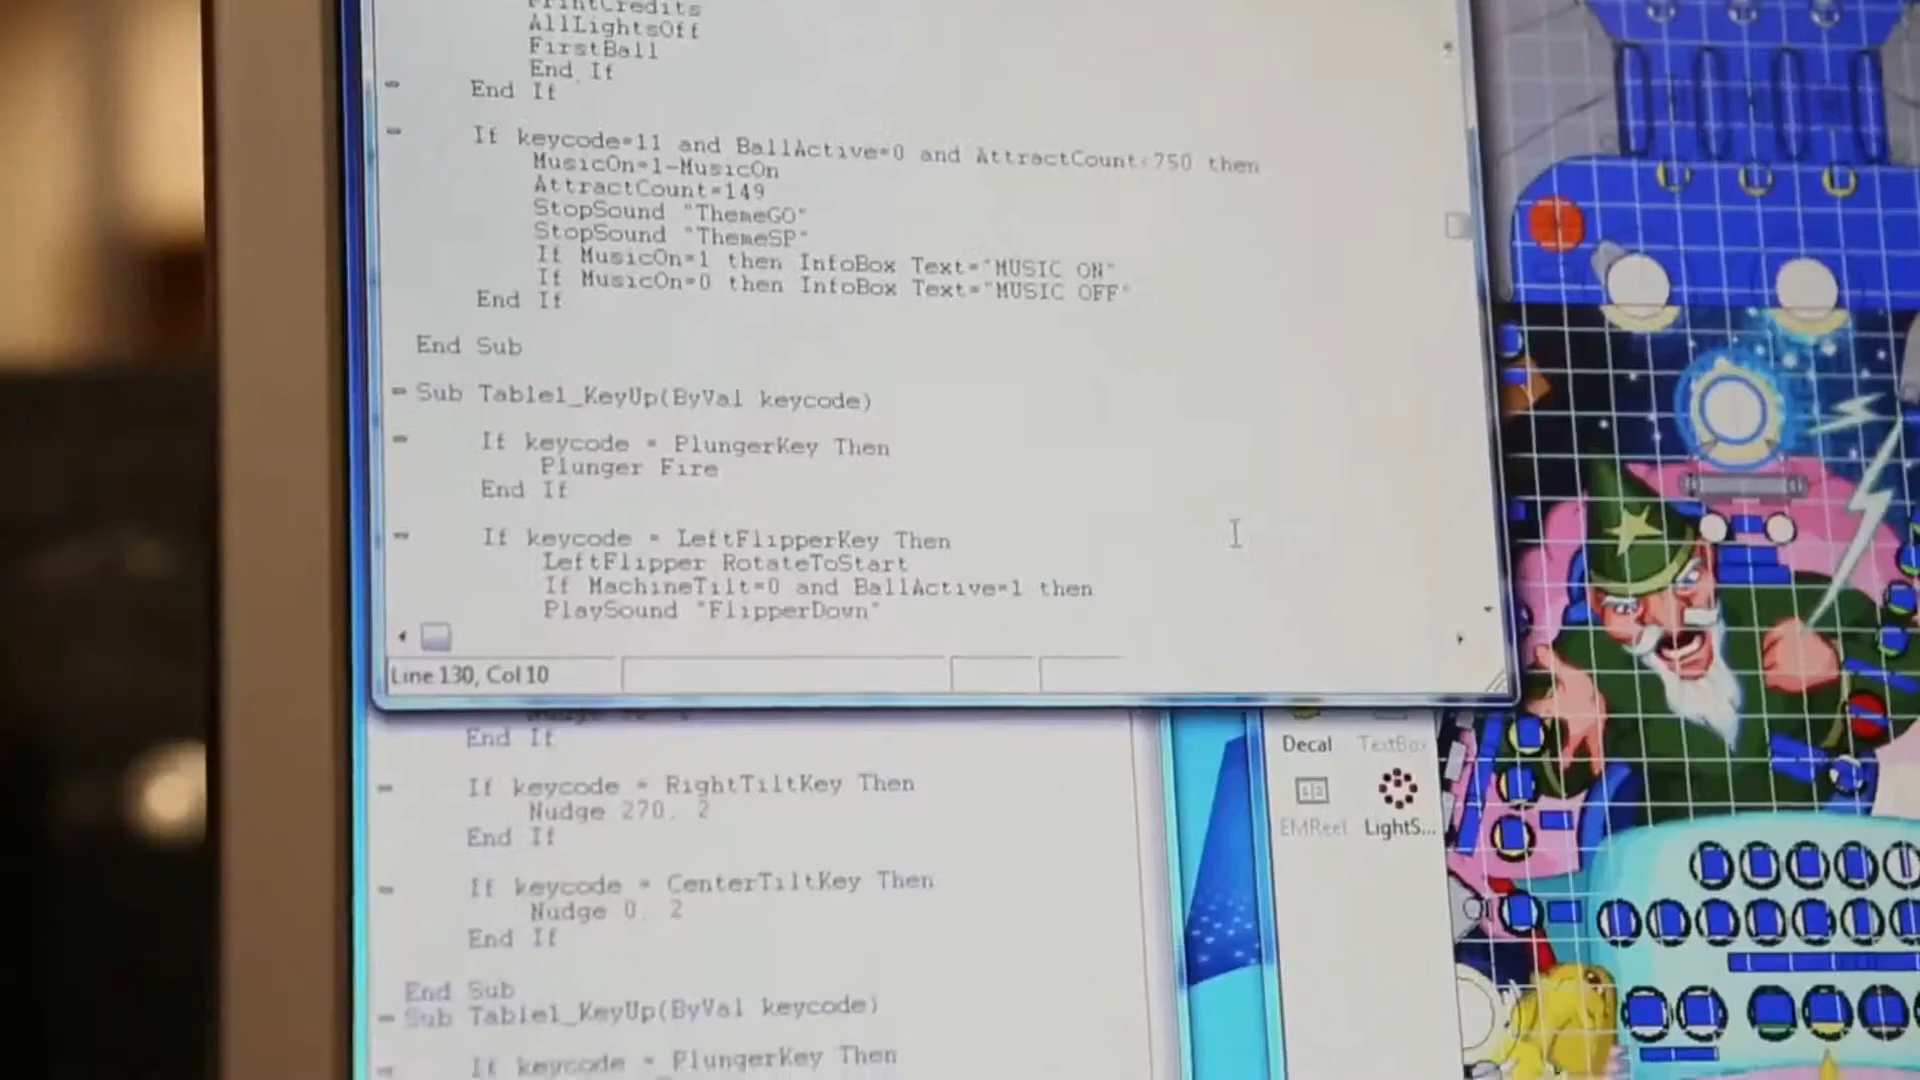 PrintCredits
AllLightsOff
FirstBall
End If
End If
If keycode=11 and BallActive=0 and AttractCount<750 then
MusicOn=1-MusicOn
AttractCount=149
StopSound "ThemeGO"
StopSound "ThemeSP"
If MusicOn=1 then InfoBox Text="MUSIC ON"
If MusicOn=0 then InfoBox Text="MUSIC OFF"
End If
End Sub
Sub Table1_KeyUp(ByVal keycode)
If keycode = PlungerKey Then
Plunger Fire
End If
If keycode = LeftFlipperKey Then
LeftFlipper RotateToStart
If MachineTilt=0 and BallActive=1 then
PlaySound "FlipperDown"
Line 130, Col 10
End If
If keycode = RightTiltKey Then
Nudge 270, 2
End If
If keycode = CenterTiltKey Then
Nudge 0, 2
End If
End Sub
Sub Table1_KeyUp(ByVal keycode)
If keycode = PlungerKey Then
Decal TextBox
EMReel LightS...